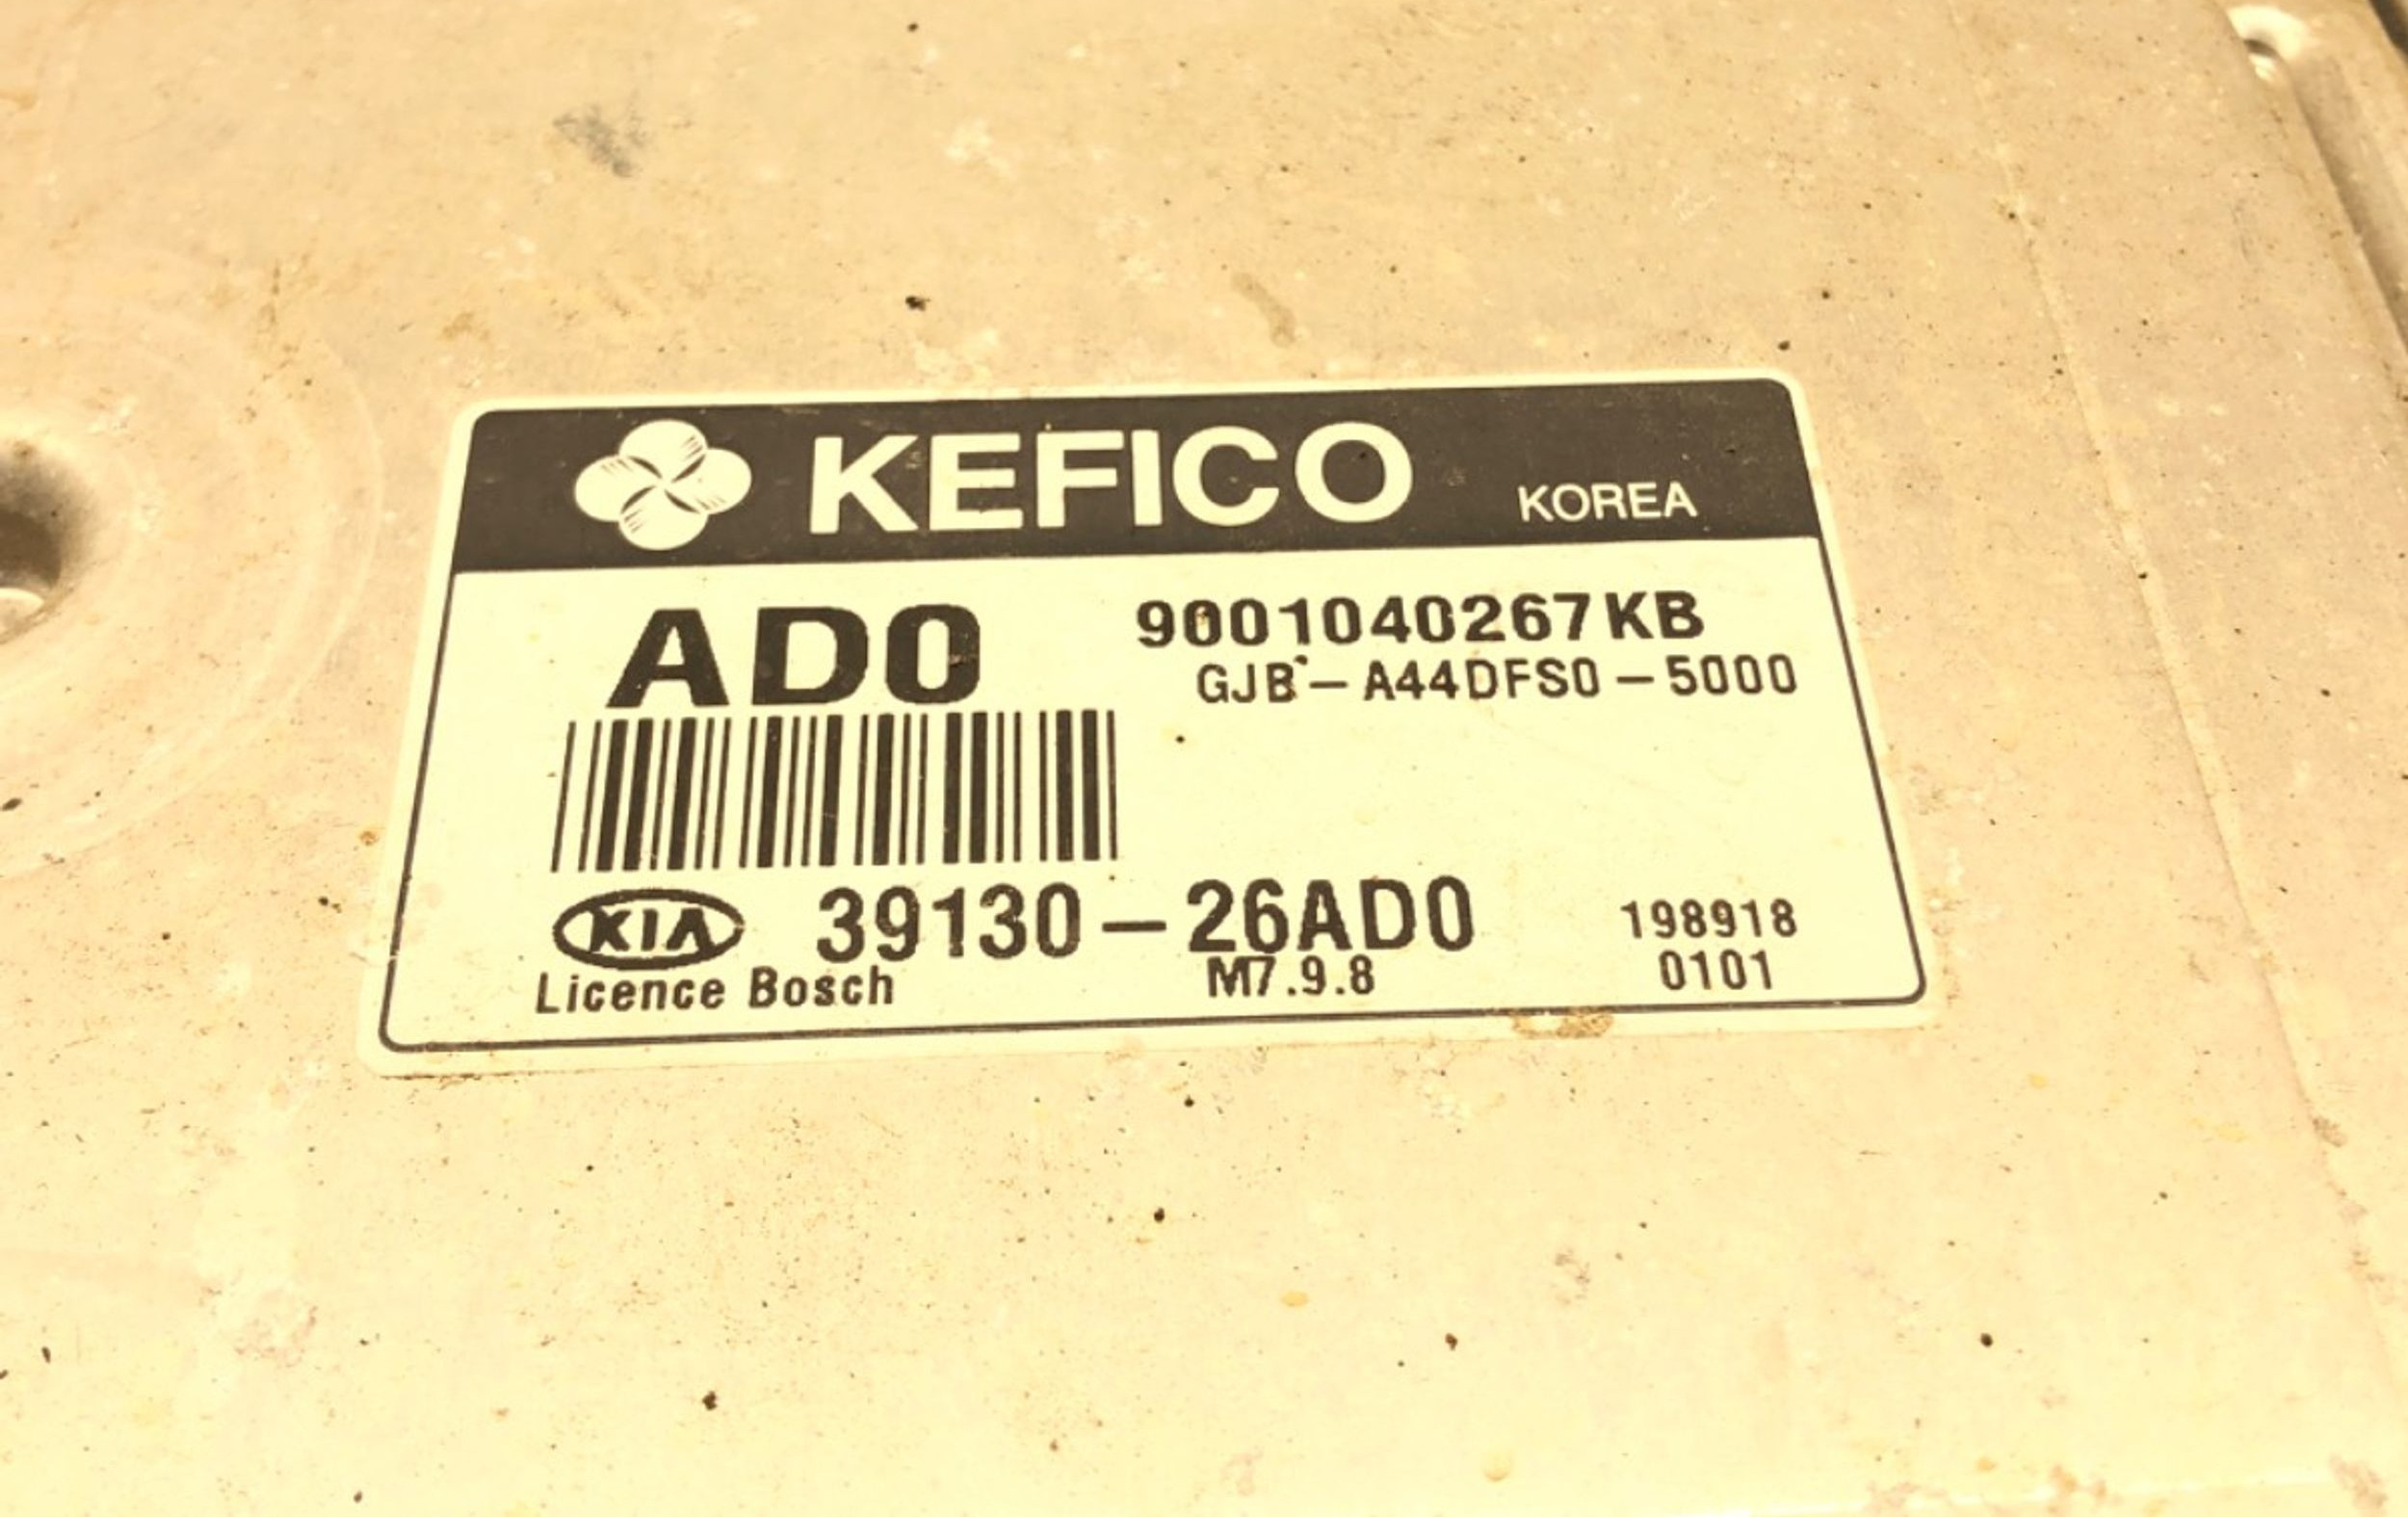 KEFICO KOREA
AD0 9001040267KB
GJB-A44DFS0-5000
KIA 39130-26AD0 198918
Licence Bosch M7.9.8 0101